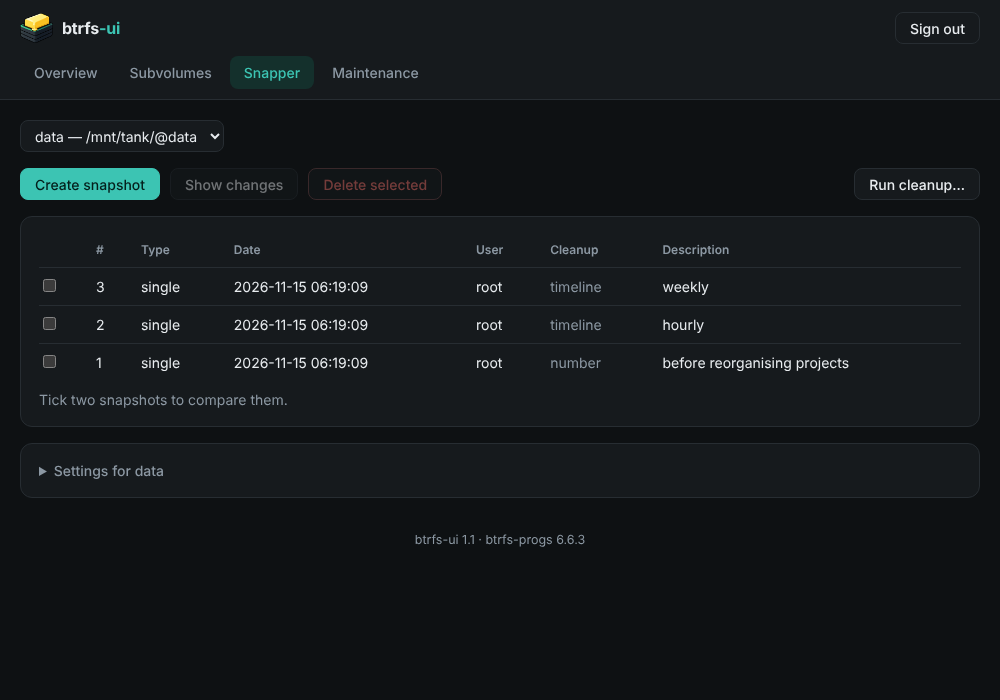 btrfs-ui
Sign out
Overview Subvolumes Snapper Maintenance
data — /mnt/tank/@data
Create snapshot Show changes Delete selected Run cleanup...
# Type Date User Cleanup Description
3 single 2026-11-15 06:19:09 root timeline weekly
2 single 2026-11-15 06:19:09 root timeline hourly
1 single 2026-11-15 06:19:09 root number before reorganising projects
Tick two snapshots to compare them.
Settings for data
btrfs-ui 1.1 · btrfs-progs 6.6.3